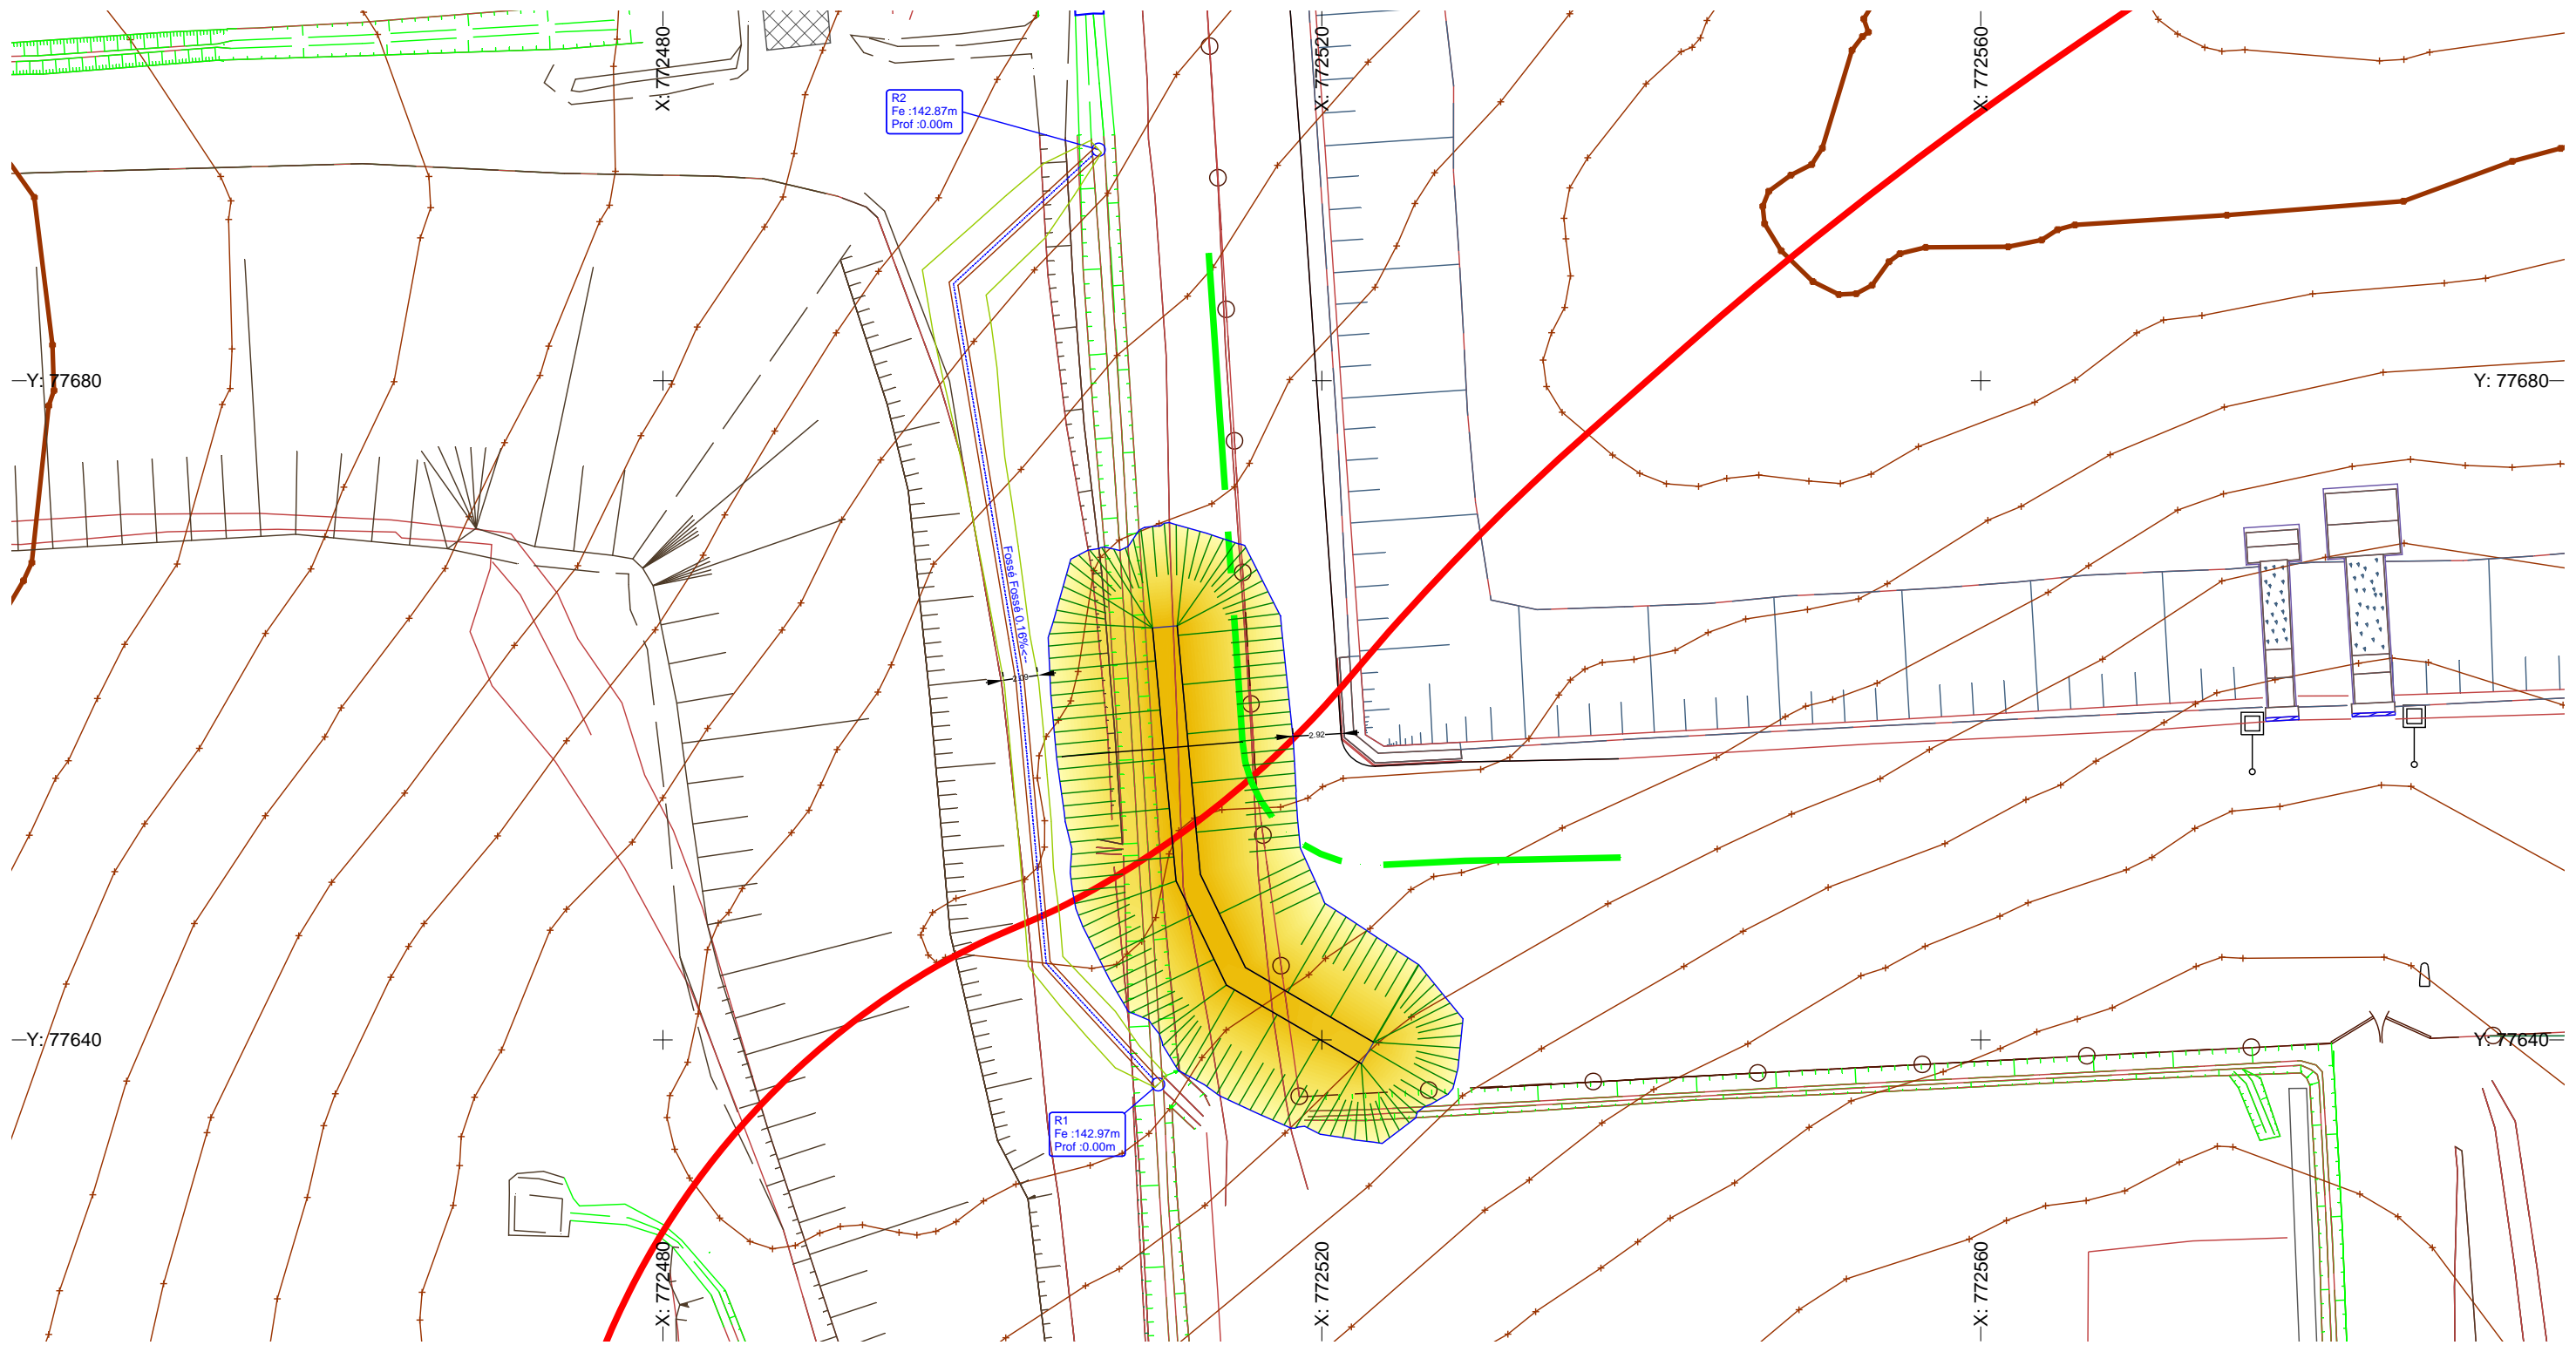 X: 772480
X: 772520
X: 772560
R2
Fe :142.87m
Prof :0.00m
Y: 77680
Y: 77680
Fossé Fossé 0.16%<--
2.92
Y: 77640
Y: 77640
R1
Fe :142.97m
Prof :0.00m
X: 772480
X: 772520
X: 772560